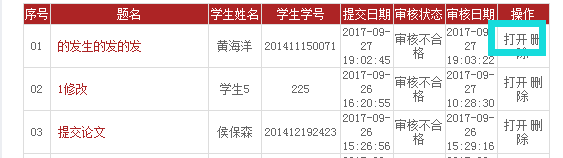 序号 题名 学生姓名 学生学号 提交日期 审核状态 审核日期 操作
01 的发生的发的发 黄海洋 201411150071 2017-09-27 19:02:45 审核不合格 2017-09-27 19:03:22 打开 删除
02 1修改 学生5 225 2017-09-26 16:20:55 审核不合格 2017-09-27 10:28:30 打开 删除
03 提交论文 侯保森 201412192423 2017-09-26 15:26:56 审核不合格 2017-09-26 15:29:16 打开 删除